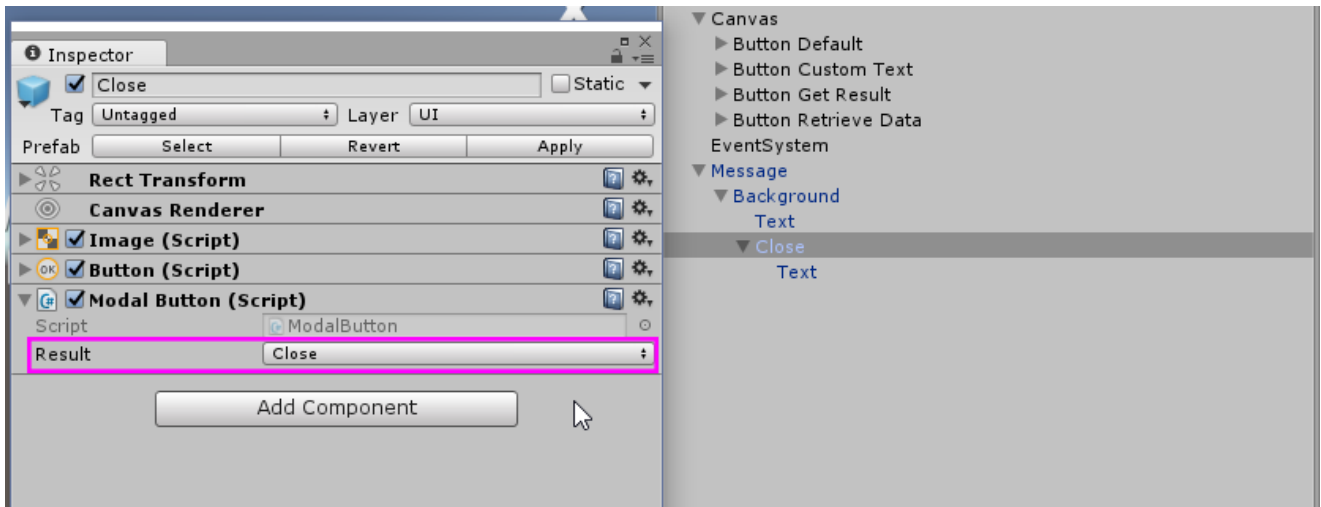 Inspector
Close
Static
Tag Untagged Layer UI
Prefab Select Revert Apply
Rect Transform
Canvas Renderer
Image (Script)
OK Button (Script)
Modal Button (Script)
Script ModalButton
Result Close
Add Component
Canvas
Button Default
Button Custom Text
Button Get Result
Button Retrieve Data
EventSystem
Message
Background
Text
Close
Text